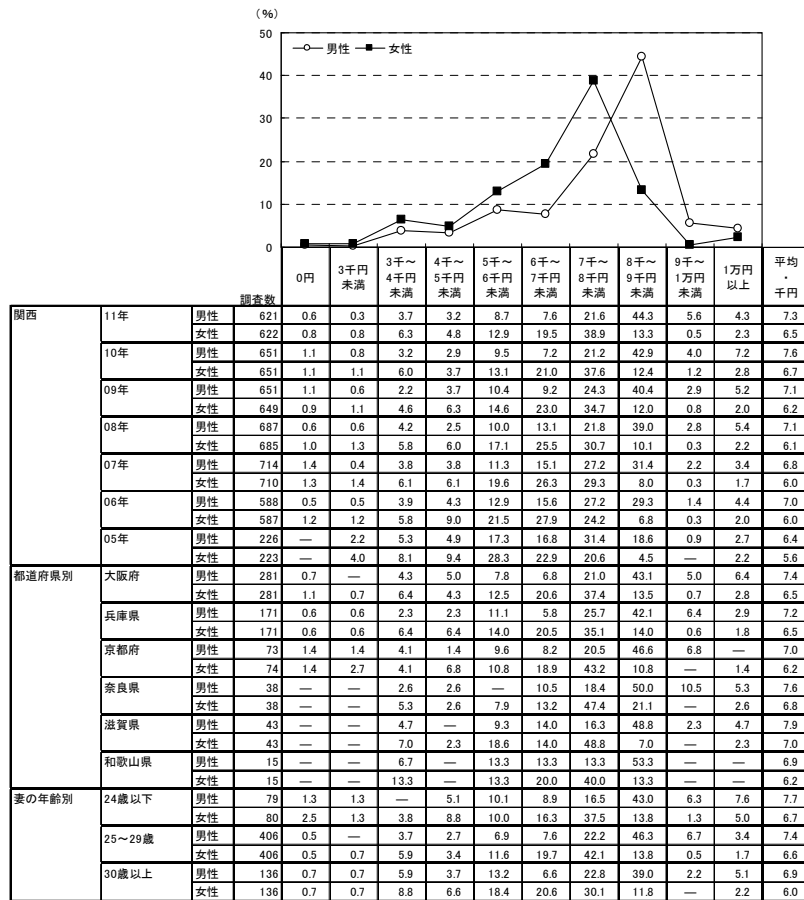 (%)
50
40
30
20
10
0
男性 女性
調査数 0円 3千円未満 3千～4千円未満 4千～5千円未満 5千～6千円未満 6千～7千円未満 7千～8千円未満 8千～9千円未満 9千～1万円未満 1万円以上 平均・千円
関西 11年 男性 621 0.6 0.3 3.7 3.2 8.7 7.6 21.6 44.3 5.6 4.3 7.3
女性 622 0.8 0.8 6.3 4.8 12.9 19.5 38.9 13.3 0.5 2.3 6.5
10年 男性 651 1.1 0.8 3.2 2.9 9.5 7.2 21.2 42.9 4.0 7.2 7.6
女性 651 1.1 1.1 6.0 3.7 13.1 21.0 37.6 12.4 1.2 2.8 6.7
09年 男性 651 1.1 0.6 2.2 3.7 10.4 9.2 24.3 40.4 2.9 5.2 7.1
女性 649 0.9 1.1 4.6 6.3 14.6 23.0 34.7 12.0 0.8 2.0 6.2
08年 男性 687 0.6 0.6 4.2 2.5 10.0 13.1 21.8 39.0 2.8 5.4 7.1
女性 685 1.0 1.3 5.8 6.0 17.1 25.5 30.7 10.1 0.3 2.2 6.1
07年 男性 714 1.4 0.4 3.8 3.8 11.3 15.1 27.2 31.4 2.2 3.4 6.8
女性 710 1.3 1.4 6.1 6.1 19.6 26.3 29.3 8.0 0.3 1.7 6.0
06年 男性 588 0.5 0.5 3.9 4.3 12.9 15.6 27.2 29.3 1.4 4.4 7.0
女性 587 1.2 1.2 5.8 9.0 21.5 27.9 24.2 6.8 0.3 2.0 6.0
05年 男性 226 — 2.2 5.3 4.9 17.3 16.8 31.4 18.6 0.9 2.7 6.4
女性 223 — 4.0 8.1 9.4 28.3 22.9 20.6 4.5 — 2.2 5.6
都道府県別 大阪府 男性 281 0.7 — 4.3 5.0 7.8 6.8 21.0 43.1 5.0 6.4 7.4
女性 281 1.1 0.7 6.4 4.3 12.5 20.6 37.4 13.5 0.7 2.8 6.5
兵庫県 男性 171 0.6 0.6 2.3 2.3 11.1 5.8 25.7 42.1 6.4 2.9 7.2
女性 171 0.6 0.6 6.4 6.4 14.0 20.5 35.1 14.0 0.6 1.8 6.5
京都府 男性 73 1.4 1.4 4.1 1.4 9.6 8.2 20.5 46.6 6.8 — 7.0
女性 74 1.4 2.7 4.1 6.8 10.8 18.9 43.2 10.8 — 1.4 6.2
奈良県 男性 38 — — 2.6 2.6 — 10.5 18.4 50.0 10.5 5.3 7.6
女性 38 — — 5.3 2.6 7.9 13.2 47.4 21.1 — 2.6 6.8
滋賀県 男性 43 — — 4.7 — 9.3 14.0 16.3 48.8 2.3 4.7 7.9
女性 43 — — 7.0 2.3 18.6 14.0 48.8 7.0 — 2.3 7.0
和歌山県 男性 15 — — 6.7 — 13.3 13.3 13.3 53.3 — — 6.9
女性 15 — — 13.3 — 13.3 20.0 40.0 13.3 — — 6.2
妻の年齢別 24歳以下 男性 79 1.3 1.3 — 5.1 10.1 8.9 16.5 43.0 6.3 7.6 7.7
女性 80 2.5 1.3 3.8 8.8 10.0 16.3 37.5 13.8 1.3 5.0 6.7
25～29歳 男性 406 0.5 — 3.7 2.7 6.9 7.6 22.2 46.3 6.7 3.4 7.4
女性 406 0.5 0.7 5.9 3.4 11.6 19.7 42.1 13.8 0.5 1.7 6.6
30歳以上 男性 136 0.7 0.7 5.9 3.7 13.2 6.6 22.8 39.0 2.2 5.1 6.9
女性 136 0.7 0.7 8.8 6.6 18.4 20.6 30.1 11.8 — 2.2 6.0